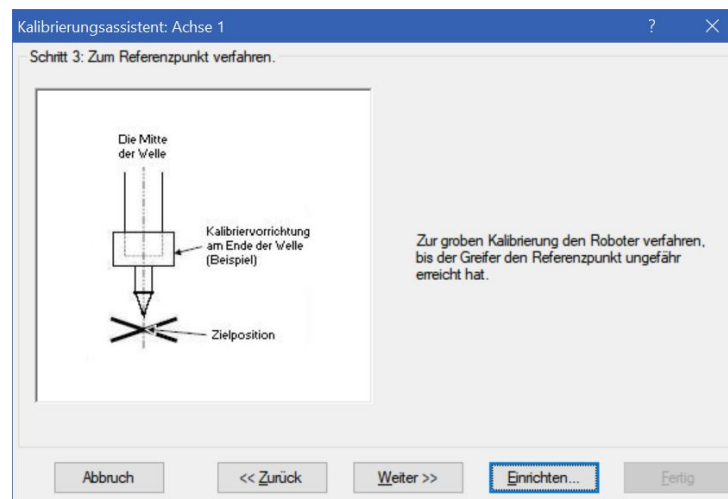 Kalibrierungsassistent: Achse 1
Schritt 3: Zum Referenzpunkt verfahren.
Die Mitte
der Welle
Kalibriervorrichtung
am Ende der Welle
(Beispiel)
Zielposition
Zur groben Kalibrierung den Roboter verfahren,
bis der Greifer den Referenzpunkt ungefähr
erreicht hat.
Abbruch
<< Zurück
Weiter >>
Einrichten...
Fertig